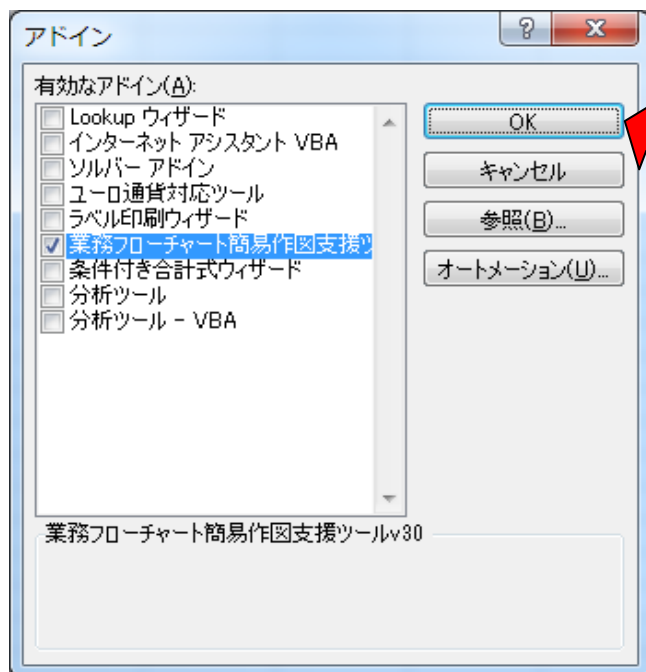 アドイン
有効なアドイン(A):
Lookup ウィザード
インターネット アシスタント VBA
ソルバー アドイン
ユーロ通貨対応ツール
ラベル印刷ウィザード
業務フローチャート簡易作図支援ツ
条件付き合計式ウィザード
分析ツール
分析ツール - VBA
OK
キャンセル
参照(B)...
オートメーション(U)...
業務フローチャート簡易作図支援ツールv30